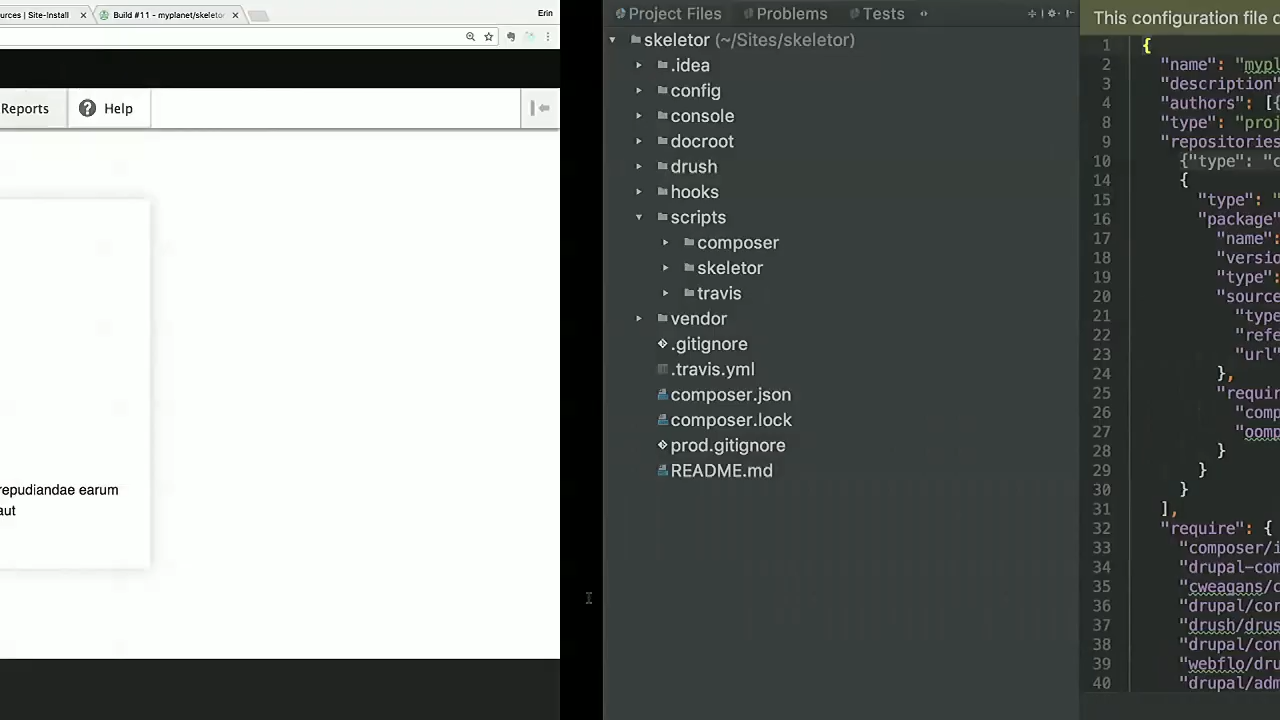 urces | Site-Install
Build #11 - myplanet/skeletor
Erin
Reports
Help
repudiandae earum
aut
Project Files
Problems
Tests
skeletor (~/Sites/skeletor)
.idea
config
console
docroot
drush
hooks
scripts
composer
skeletor
travis
vendor
.gitignore
.travis.yml
composer.json
composer.lock
prod.gitignore
README.md
This configuration file
1 {
2 "name": "mypl
3 "description"
4 "authors": [{
8 "type": "proj
9 "repositories
10 {"type": "c
14 {
15 "type": "
16 "package"
17 "name":
18 "versio
19 "type":
20 "source
21 "type
22 "refe
23 "url"
24 },
25 "requir
26 "comp
27 "oomp
28 }
29 }
30 }
31 ],
32 "require": {
33 "composer/i
34 "drupal-com
35 "cweagans/c
36 "drupal/cor
37 "drush/drus
38 "drupal/con
39 "webflo/dru
40 "drupal/adm